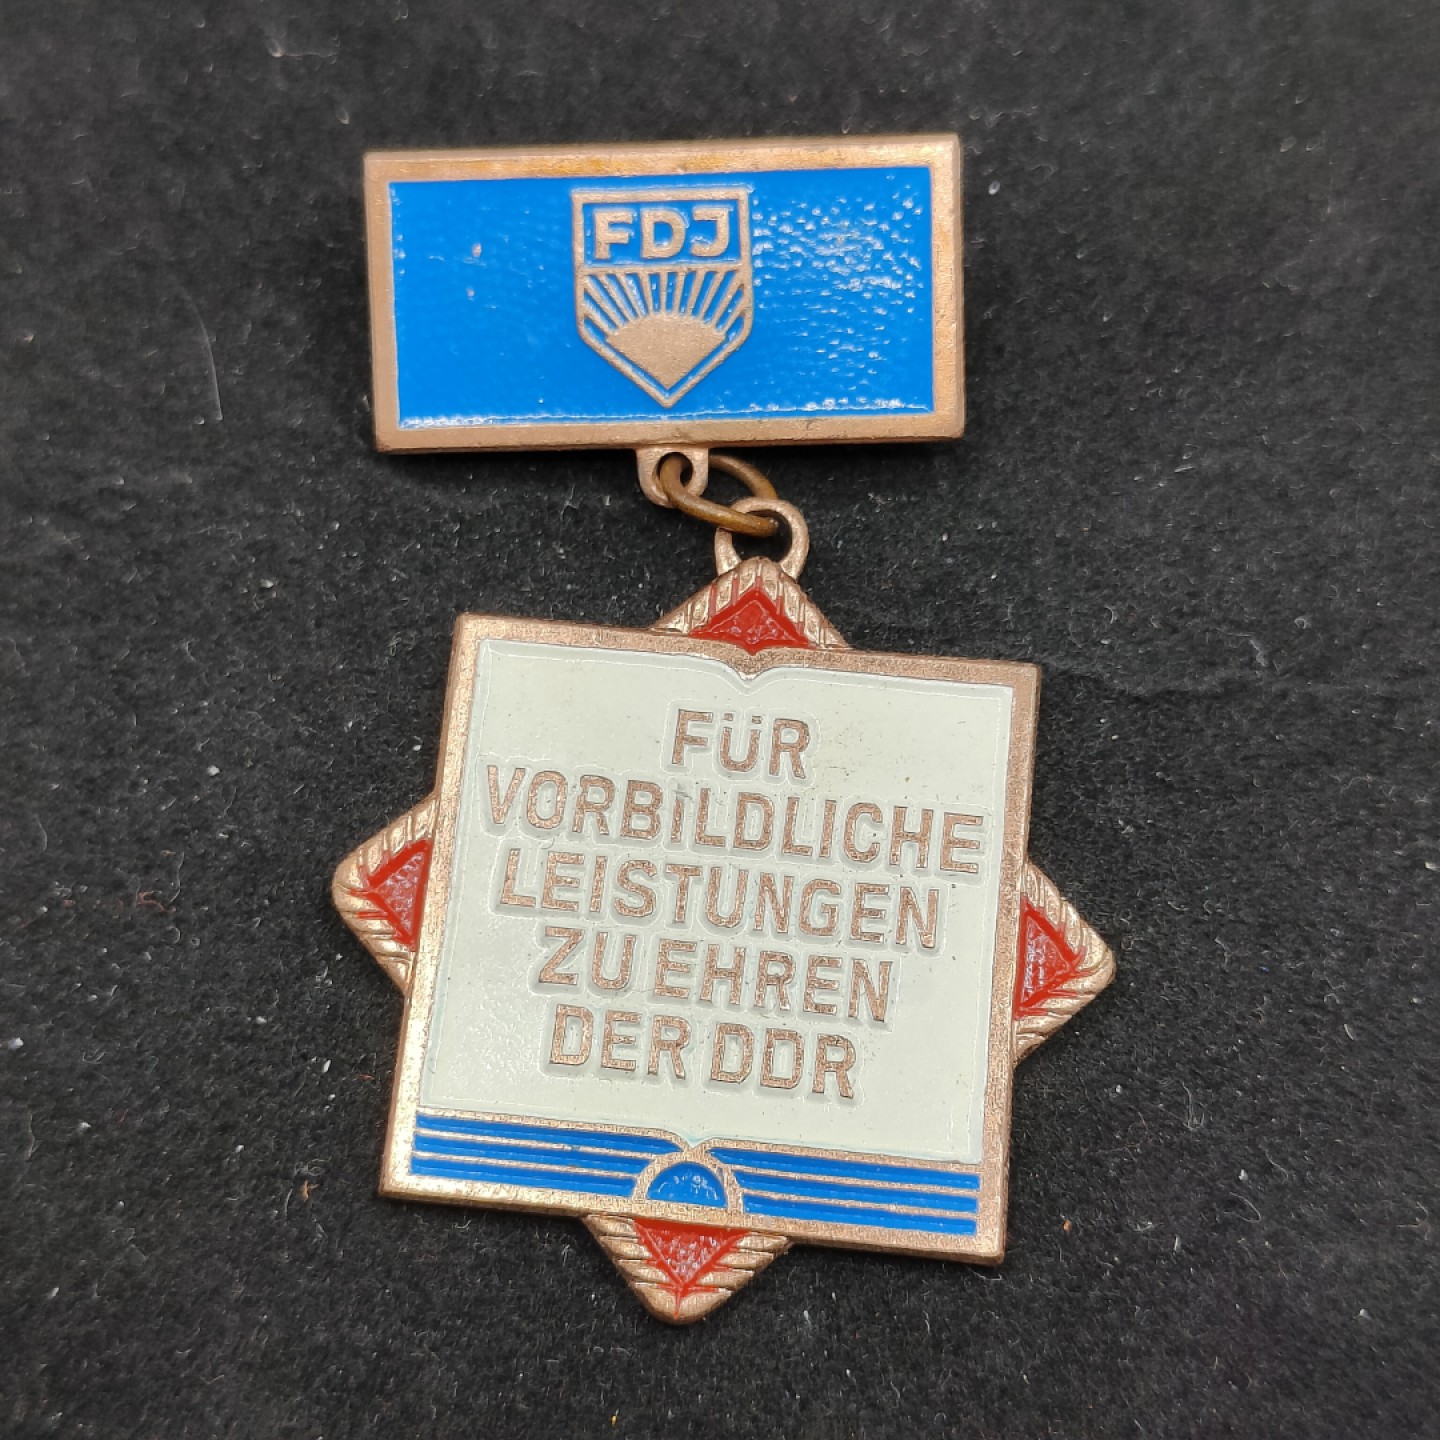 FDJ
FÜR
VORBILDLICHE
LEISTUNGEN
ZU EHREN
DER DDR